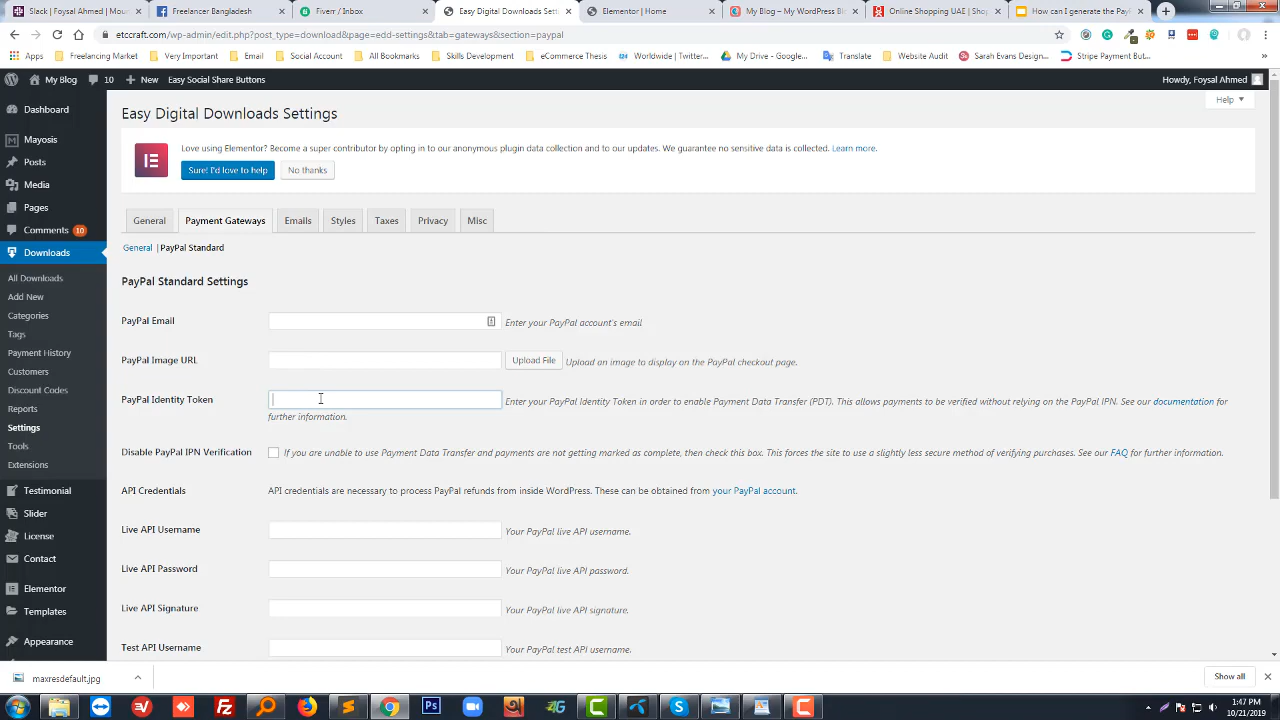 Slack | Foysal Ahmed | Moun
Freelancer Bangladesh
Fiverr / Inbox
Easy Digital Downloads Sett
Elementor | Home
My Blog – My WordPress Bl
Online Shopping UAE | Sho
How can I generate the Payl
etccraft.com/wp-admin/edit.php?post_type=download&page=edd-settings&tab=gateways&section=paypal
Freelancing Market
Email
Social Account
All Bookmarks
Skills Development
eCommerce Thesis
Worldwide | Twitter...
My Drive - Google...
Translate
Website Audit
Sarah Evans Design...
Stripe Payment But...
My Blog
10
New
Easy Social Share Buttons
Howdy, Foysal Ahmed
Dashboard
Mayosis
Posts
Media
Pages
Comments 10
Downloads
All Downloads
Add New
Categories
Tags
Payment History
Customers
Discount Codes
Reports
Settings
Tools
Extensions
Testimonial
Slider
License
Contact
Elementor
Templates
Appearance
Help
Easy Digital Downloads Settings
Love using Elementor? Become a super contributor by opting in to our anonymous plugin data collection and to our updates. We guarantee no sensitive data is collected. Learn more.
Sure! I'd love to help
No thanks
General
Payment Gateways
Emails
Styles
Taxes
Privacy
Misc
General | PayPal Standard
PayPal Standard Settings
PayPal Email
Enter your PayPal account's email
PayPal Image URL
Upload File
Upload an image to display on the PayPal checkout page.
PayPal Identity Token
Enter your PayPal Identity Token in order to enable Payment Data Transfer (PDT). This allows payments to be verified without relying on the PayPal IPN. See our documentation for
further information.
Disable PayPal IPN Verification
If you are unable to use Payment Data Transfer and payments are not getting marked as complete, then check this box. This forces the site to use a slightly less secure method of verifying purchases. See our FAQ for further information.
API Credentials
API credentials are necessary to process PayPal refunds from inside WordPress. These can be obtained from your PayPal account.
Live API Username
Your PayPal live API username.
Live API Password
Your PayPal live API password.
Live API Signature
Your PayPal live API signature.
Test API Username
Your PayPal test API username.
maxresdefault.jpg
Show all
1:47 PM
10/21/2019